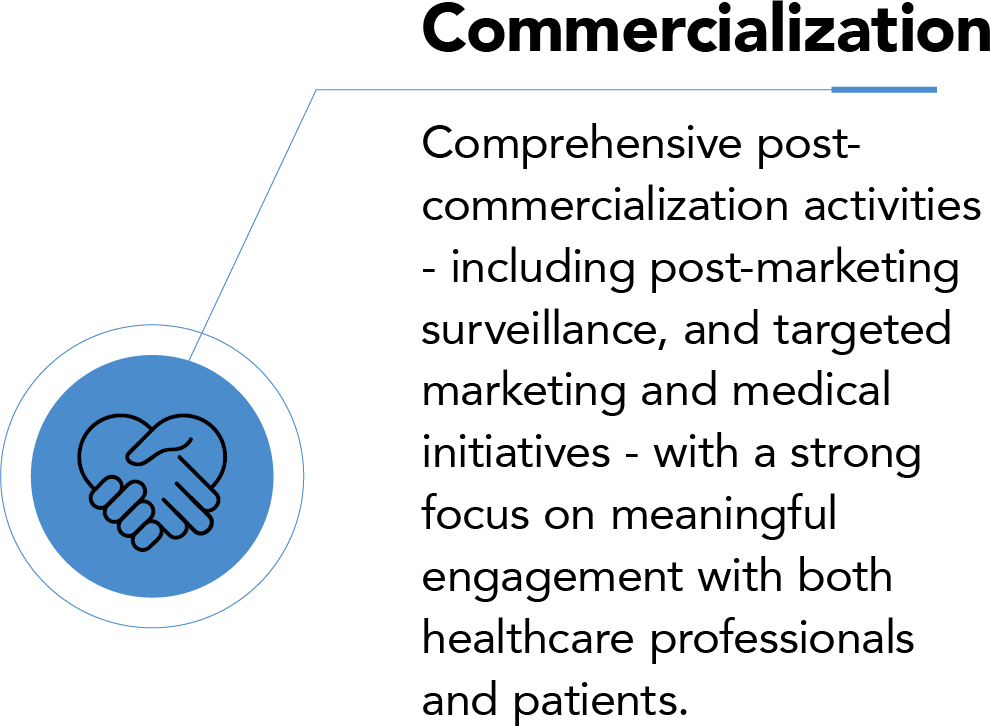 Commercialization
Comprehensive post-
commercialization activities
- including post-marketing
surveillance, and targeted
marketing and medical
initiatives - with a strong
focus on meaningful
engagement with both
healthcare professionals
and patients.